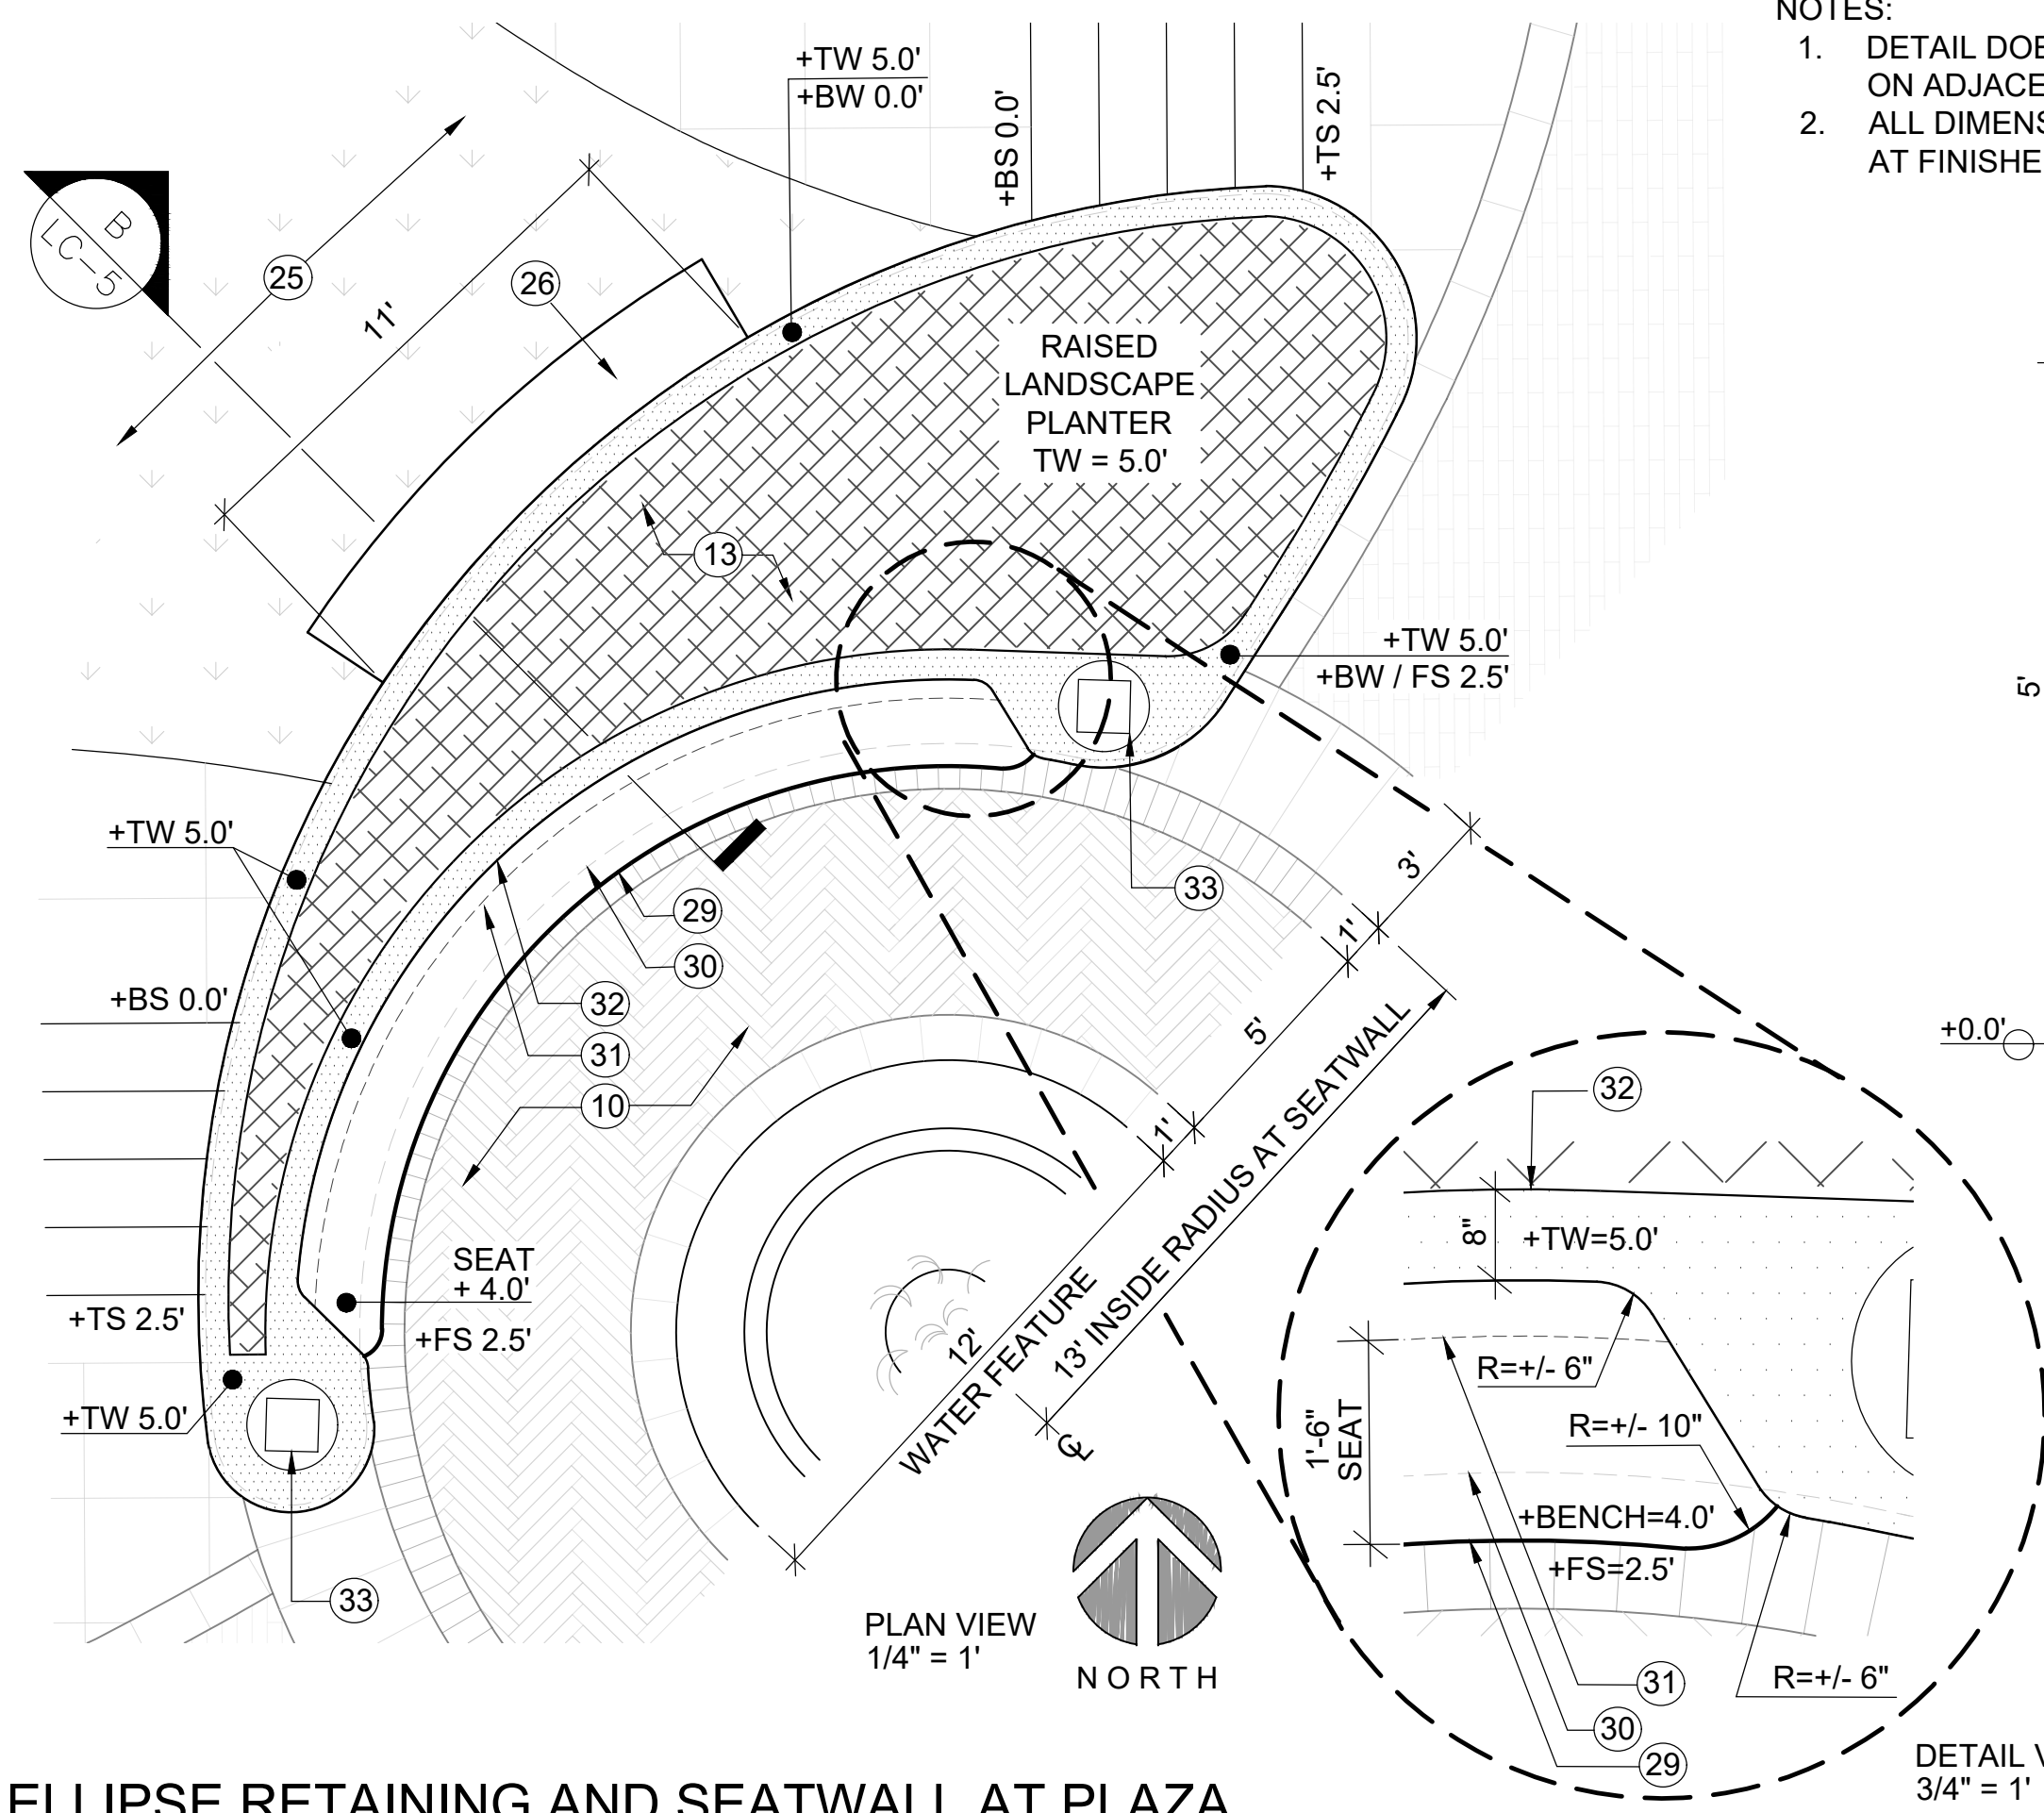 NOTES:
1. DETAIL DOE
ON ADJACE
2. ALL DIMENS
AT FINISHE
+TW 5.0'
+BW 0.0'
+BS 0.0'
+TS 2.5'
B
LC-5
25
11'
26
RAISED
LANDSCAPE
PLANTER
TW = 5.0'
13
+TW 5.0'
+BW / FS 2.5'
5'
+TW 5.0'
33
3'
1'
5'
1'
29
30
32
31
10
+BS 0.0'
+0.0'
13' INSIDE RADIUS AT SEATWALL
12'
WATER FEATURE
CL
SEAT
+ 4.0'
+FS 2.5'
+TS 2.5'
+TW 5.0'
33
32
8"
+TW=5.0'
R=+/- 6"
R=+/- 10"
1'-6"
SEAT
+BENCH=4.0'
+FS=2.5'
R=+/- 6"
31
30
29
PLAN VIEW
1/4" = 1'
NORTH
DETAIL V
3/4" = 1'
ELLIPSE RETAINING AND SEATWALL AT PLAZA